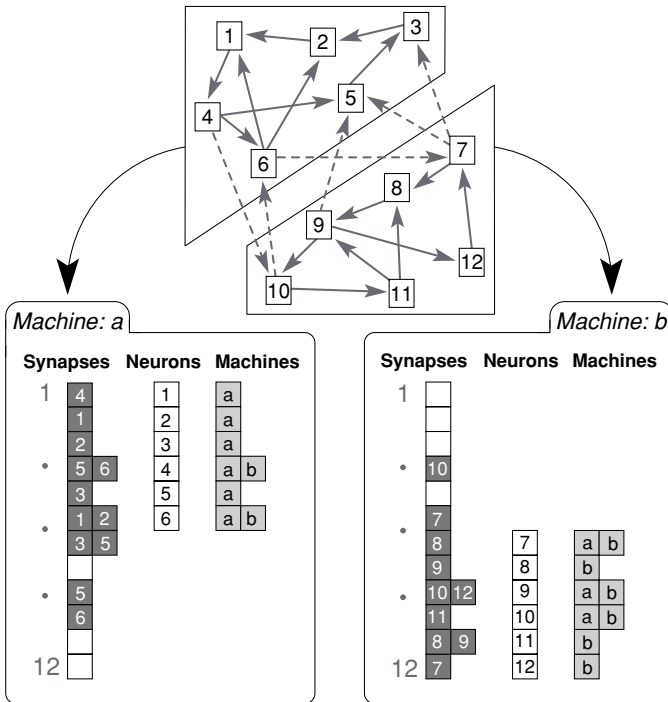 3
1
2
5
4
7
6
8
9
12
10
11
Machine: a
Machine: b
Synapses Neurons Machines
Synapses Neurons Machines
1 4 1 a
1 2 a
2 3 a
• 5 6 4 a b
3 5 a
• 1 2 6 a b
3 5
• 5
6
12
1
• 10
• 7
8 7 a b
9 8 b
• 10 12 9 a b
11 10 a b
8 9 11 b
12 7 12 b